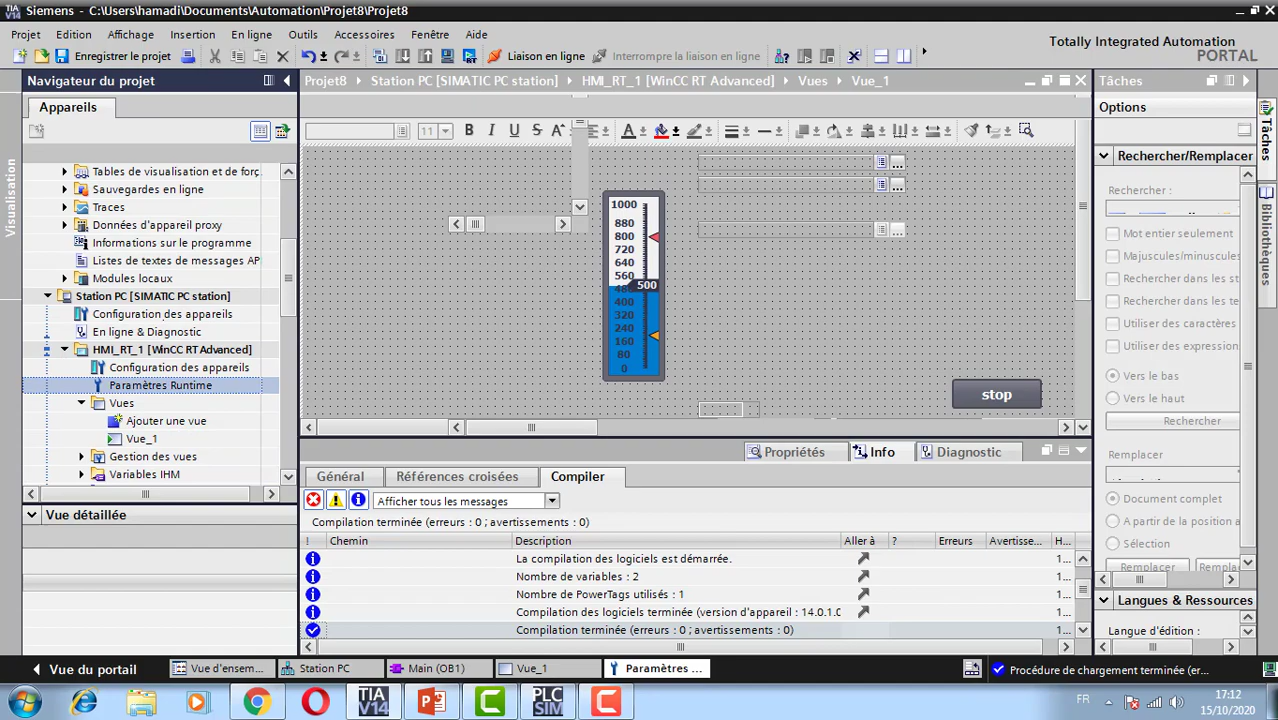 TIA
V14
Siemens - C:\Users\hamadi\Documents\Automation\Projet8\Projet8
Projet Edition Affichage Insertion En ligne Outils Accessoires Fenêtre Aide
Totally Integrated Automation
PORTAL
Enregistrer le projet
Liaison en ligne
Interrompre la liaison en ligne
Navigateur du projet
Projet8
Station PC [SIMATIC PC station]
HMI_RT_1 [WinCC RT Advanced]
Vues
Vue_1
Tâches
Appareils
Options
11
B I U S A
A
Rechercher/Remplacer
Rechercher :
Mot entier seulement
Majuscules/minuscules
Rechercher dans les st
Rechercher dans les te
Utiliser des caractères
Utiliser des expression
Vers le bas
Vers le haut
Rechercher
Remplacer
Document complet
A partir de la position a
Sélection
Remplacer
Remplac
Langues & Ressources
Langue d'édition :
Tâches
Bibliothèques
Visualisation
Tables de visualisation et de forç
Sauvegardes en ligne
Traces
Données d'appareil proxy
Informations sur le programme
Listes de textes de messages AP
Modules locaux
Station PC [SIMATIC PC station]
Configuration des appareils
En ligne & Diagnostic
HMI_RT_1 [WinCC RT Advanced]
Configuration des appareils
Paramètres Runtime
Vues
Ajouter une vue
Vue_1
Gestion des vues
Variables IHM
Vue détaillée
1000
880
800
720
640
560
480
400
320
240
160
80
0
500
stop
Propriétés
Info
Diagnostic
Général
Références croisées
Compiler
Afficher tous les messages
Compilation terminée (erreurs : 0 ; avertissements : 0)
! Chemin Description Aller à ? Erreurs Avertisse... H...
La compilation des logiciels est démarrée. 1...
Nombre de variables : 2 1...
Nombre de PowerTags utilisés : 1 1...
Compilation des logiciels terminée (version d'appareil : 14.0.1.0 1...
Compilation terminée (erreurs : 0 ; avertissements : 0) 1...
Vue du portail
Vue d'ensem...
Station PC
Main (OB1)
Vue_1
Paramètres ...
Procédure de chargement terminée (er...
TIA
V14
PLC
SIM
FR
17:12
15/10/2020